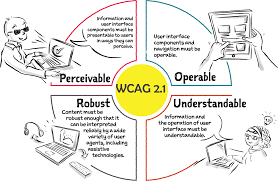 Information and
user interface
components must be
presentable to users
in ways they can
perceive.
User interface
components and
navigation must be
operable.
Perceivable
Operable
WCAG 2.1
Robust
Understandable
Content must be
robust enough that it
can be interpreted
reliably by a wide
variety of user
agents, including
assistive
technologies.
Information and
the operation of user
interface must be
understandable.